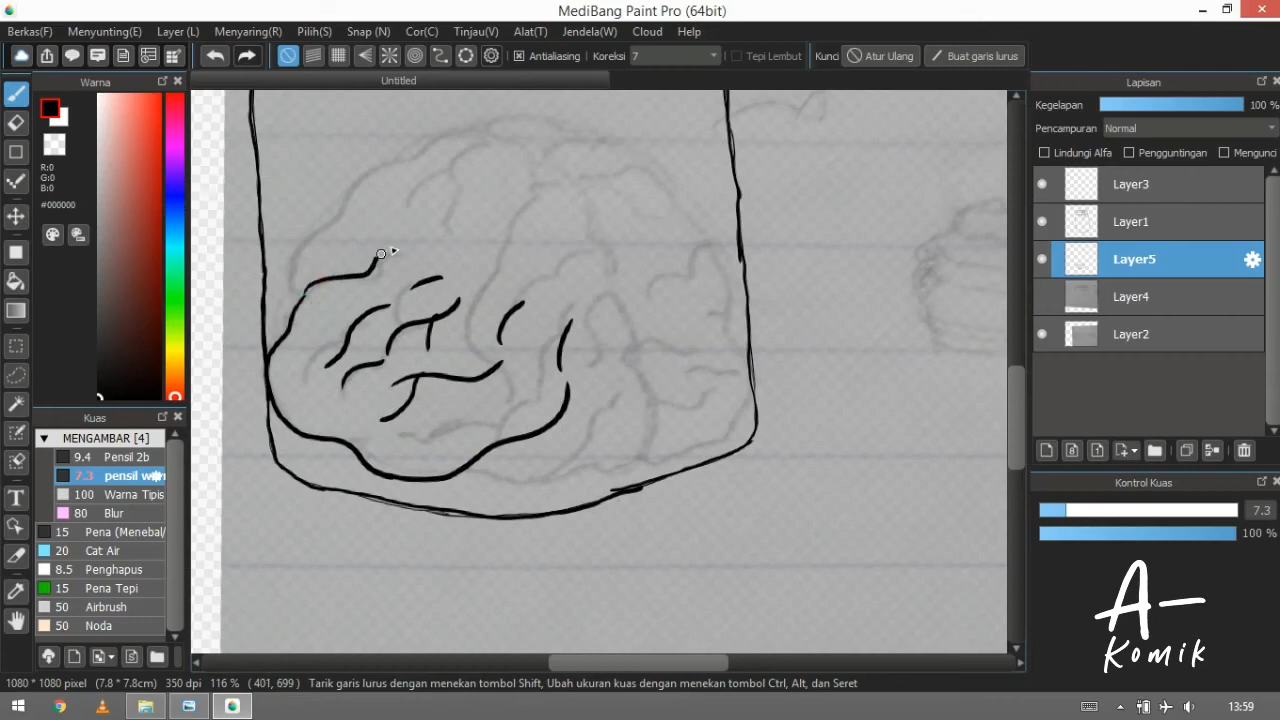 MediBang Paint Pro (64bit)
Berkas(F) Menyunting(E) Layer (L) Menyaring(R) Pilih(S) Snap (N) Cor(C) Tinjau(V) Alat(T) Jendela(W) Cloud Help
Antialiasing Koreksi 7 Tepi Lembut Kunci Atur Ulang Buat garis lurus
Warna
Untitled
Lapisan
R:0
G:0
B:0
#000000
Kegelapan 100 %
Pencampuran Normal
Lindungi Alfa Pengguntingan Mengunci
Layer3
Layer1
Layer5
Layer4
Layer2
Kuas
MENGAMBAR [4]
9.4 Pensil 2b
7.3 pensil
100 Warna Tipis
80 Blur
15 Pena (Menebal/
20 Cat Air
8.5 Penghapus
15 Pena Tepi
50 Airbrush
50 Noda
Kontrol Kuas
7.3
100 %
A-
Komik
1080 * 1080 pixel (7.8 * 7.8cm) 350 dpi 116 % ( 401, 699 ) Tarik garis lurus dengan menekan tombol Shift, Ubah ukuran kuas dengan menekan tombol Ctrl, Alt, dan Seret
13:59